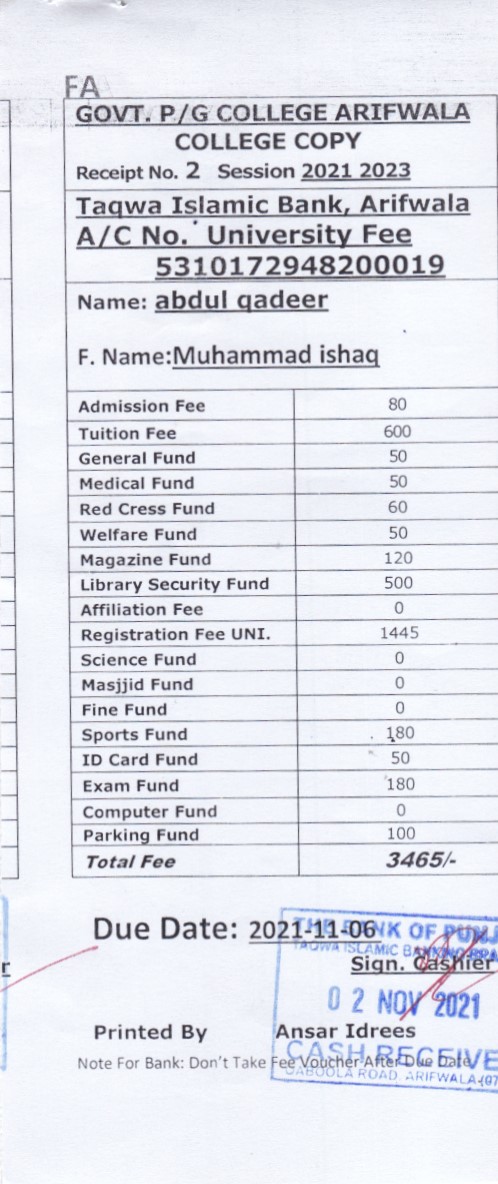 FA
GOVT. P/G COLLEGE ARIFWALA
COLLEGE COPY
Receipt No. 2 Session 2021 2023
Taqwa Islamic Bank, Arifwala
A/C No. University Fee
5310172948200019
Name: abdul qadeer
F. Name:Muhammad ishaq
Admission Fee 80
Tuition Fee 600
General Fund 50
Medical Fund 50
Red Cress Fund 60
Welfare Fund 50
Magazine Fund 120
Library Security Fund 500
Affiliation Fee 0
Registration Fee UNI. 1445
Science Fund 0
Masjjid Fund 0
Fine Fund 0
Sports Fund 180
ID Card Fund 50
Exam Fund 180
Computer Fund 0
Parking Fund 100
Total Fee 3465/-
Due Date: 2021-11-06
THE BANK OF PUNJ
TAQWA ISLAMIC BANKING BRA
r Sign. Cashier
02 NOV 2021
Printed By Ansar Idrees
CASH RECEIVE
Note For Bank: Don't Take Fee Voucher After Due Date
QABOOLA ROAD. ARIFWALA